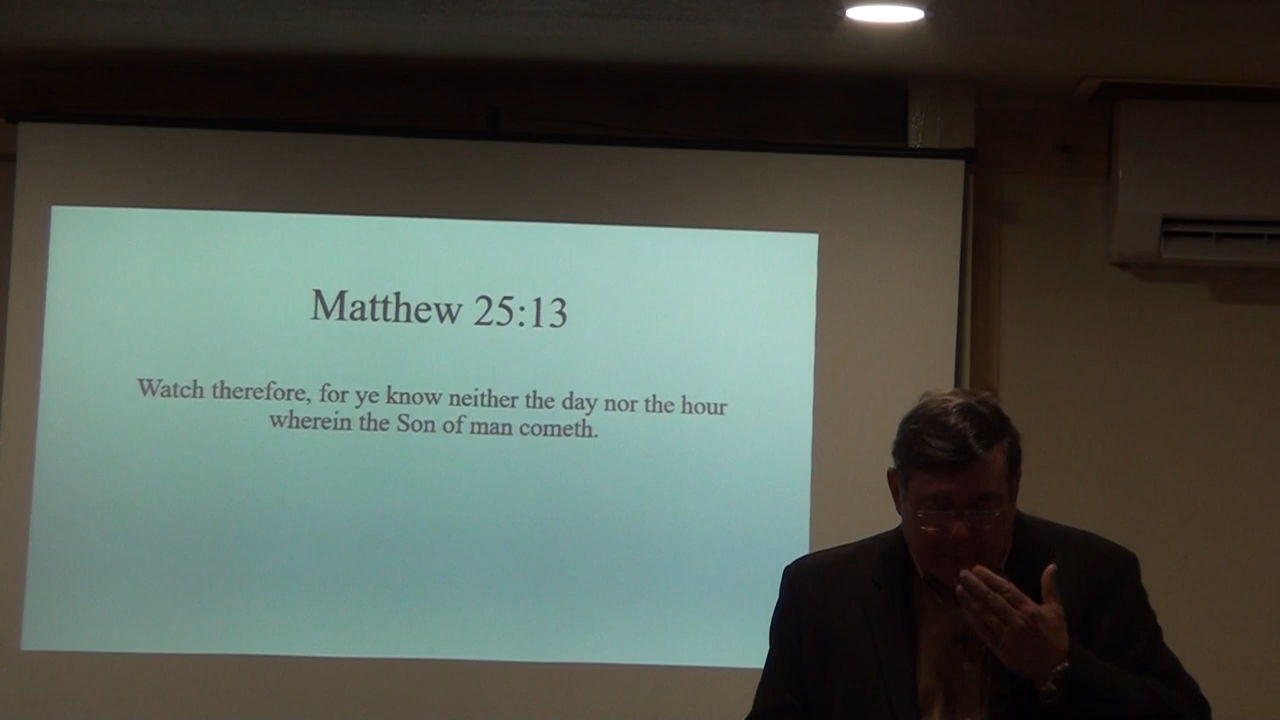 Matthew 25:13
Watch therefore, for ye know neither the day nor the hour
wherein the Son of man cometh.